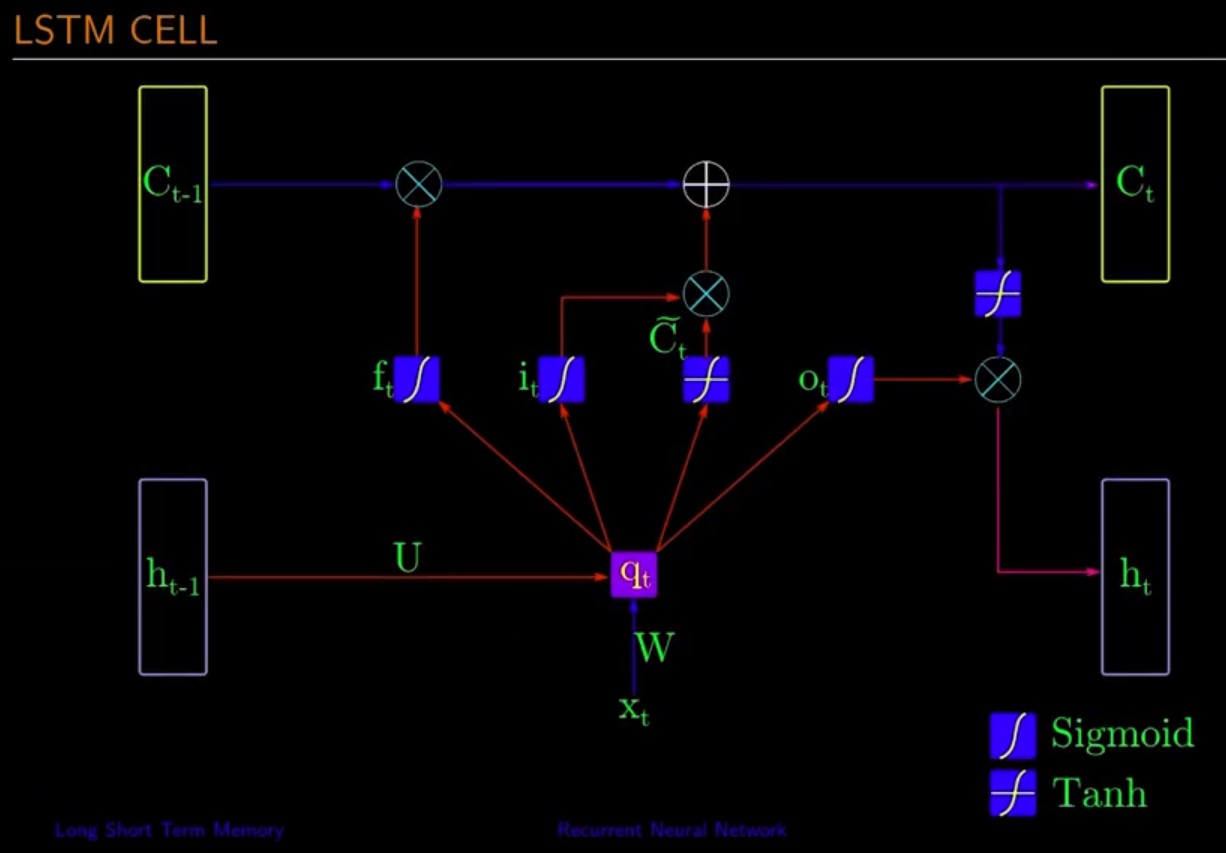 LSTM CELL
C_{t-1}
C_t
C̃_t
f_t
i_t
o_t
h_{t-1}
U
q_t
h_t
W
x_t
Sigmoid
Tanh
Long Short Term Memory
Recurrent Neural Network